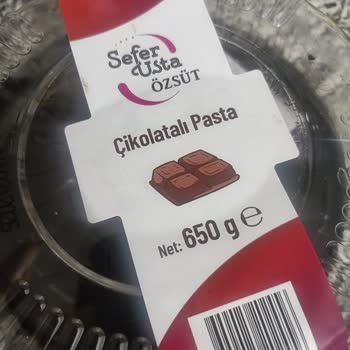 Sefer
Usta
ÖZSÜT
Çikolatalı Pasta
Net: 650 g ℮